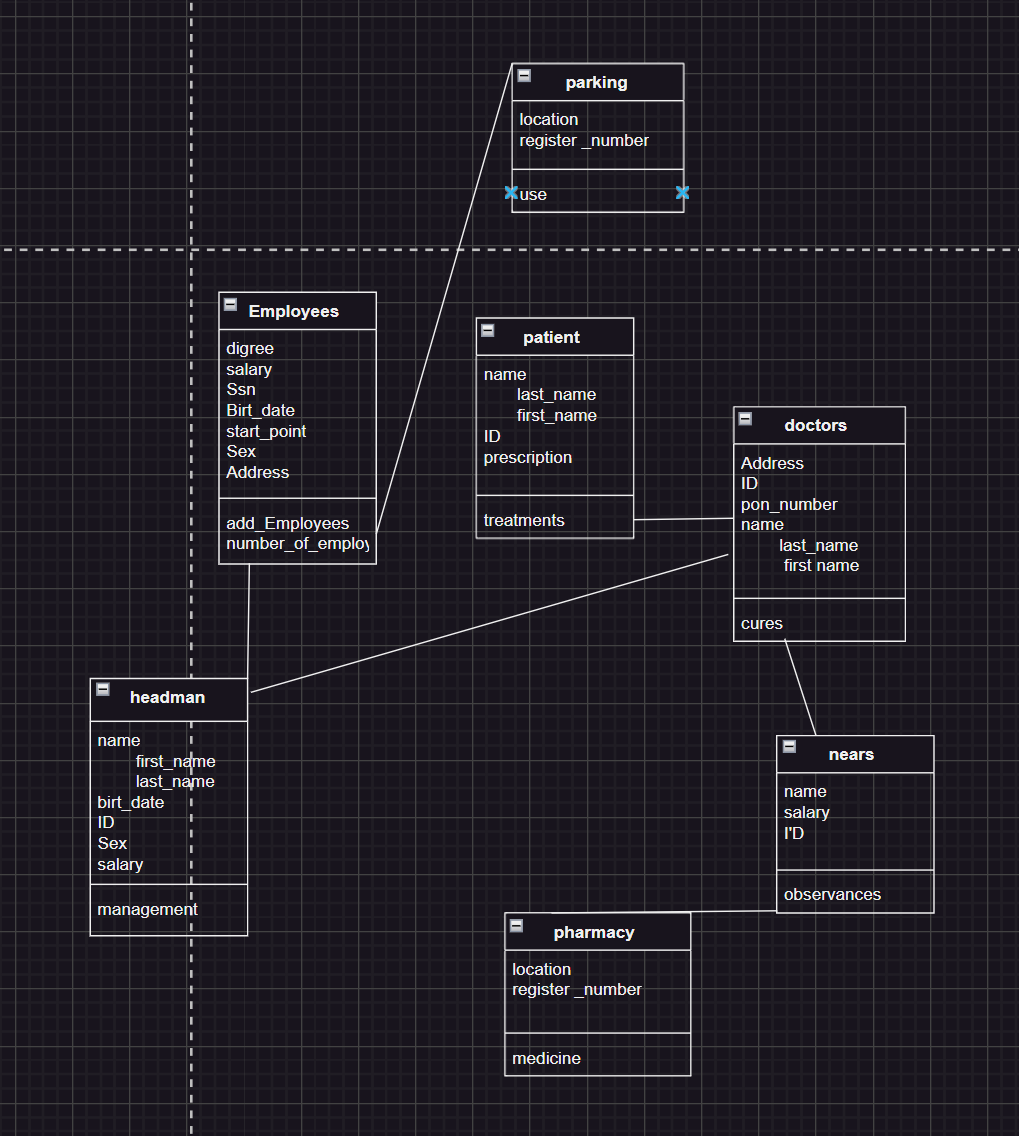 parking
location
register _number
use
Employees
digree
salary
Ssn
Birt_date
start_point
Sex
Address
add_Employees
number_of_employ
patient
name
last_name
first_name
ID
prescription
treatments
doctors
Address
ID
pon_number
name
last_name
first name
cures
headman
name
first_name
last_name
birt_date
ID
Sex
salary
management
nears
name
salary
I'D
observances
pharmacy
location
register _number
medicine